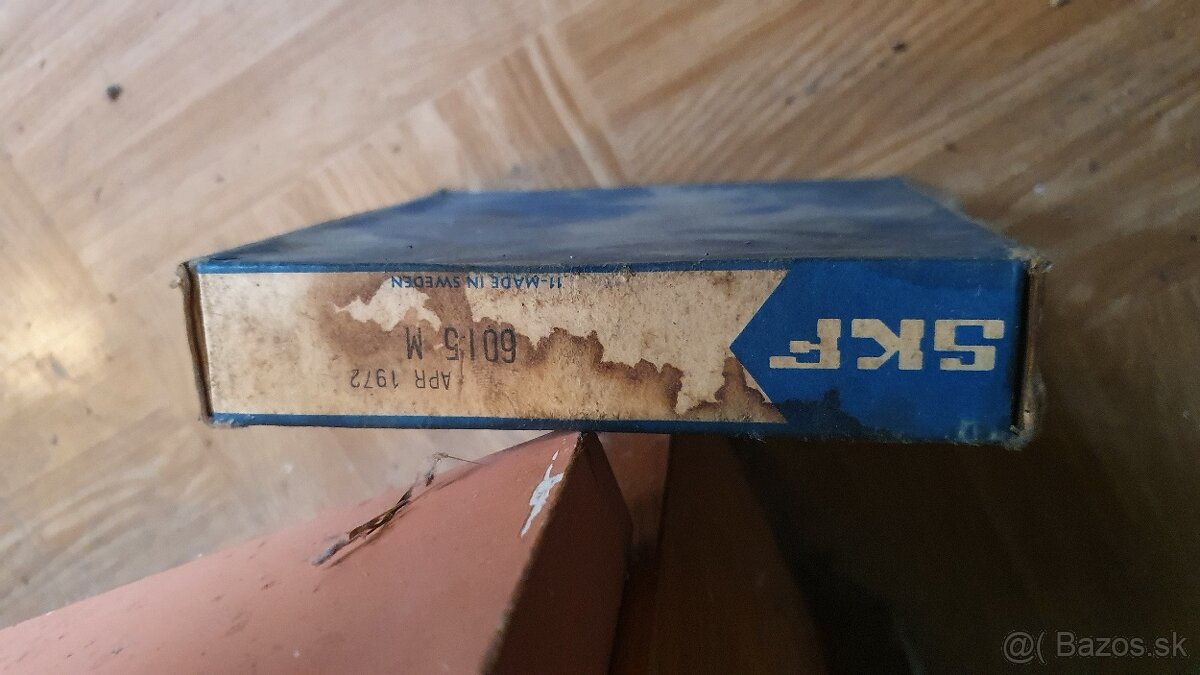 SKF
APR 1972
6015 M
11-MADE IN SWEDEN
@( Bazos.sk